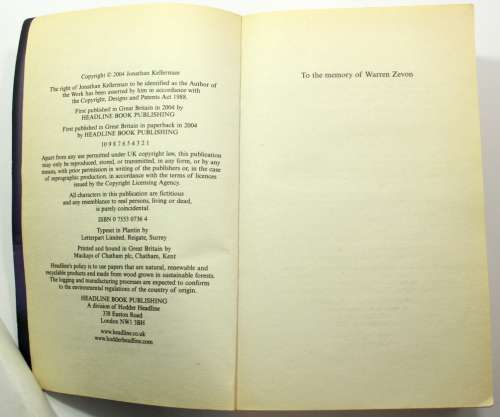 Copyright © 2004 Jonathan Kellerman
The right of Jonathan Kellerman to be identified as the Author of
the Work has been asserted by him in accordance with
the Copyright, Designs and Patents Act 1988.
First published in Great Britain in 2004 by
HEADLINE BOOK PUBLISHING
First published in Great Britain in paperback in 2004
by HEADLINE BOOK PUBLISHING
10 9 8 7 6 5 4 3 2 1
Apart from any use permitted under UK copyright law, this publication
may only be reproduced, stored, or transmitted, in any form, or by any
means, with prior permission in writing of the publishers or, in the case
of reprographic production, in accordance with the terms of licences
issued by the Copyright Licensing Agency.
All characters in this publication are fictitious
and any resemblance to real persons, living or dead,
is purely coincidental.
ISBN 0 7553 0736 4
Typeset in Plantin by
Letterpart Limited, Reigate, Surrey
Printed and bound in Great Britain by
Mackays of Chatham plc, Chatham, Kent
Headline's policy is to use papers that are natural, renewable and
recyclable products and made from wood grown in sustainable forests.
The logging and manufacturing processes are expected to conform
to the environmental regulations of the country of origin.
HEADLINE BOOK PUBLISHING
A division of Hodder Headline
338 Euston Road
London NW1 3BH
www.headline.co.uk
www.hodderheadline.com
To the memory of Warren Zevon